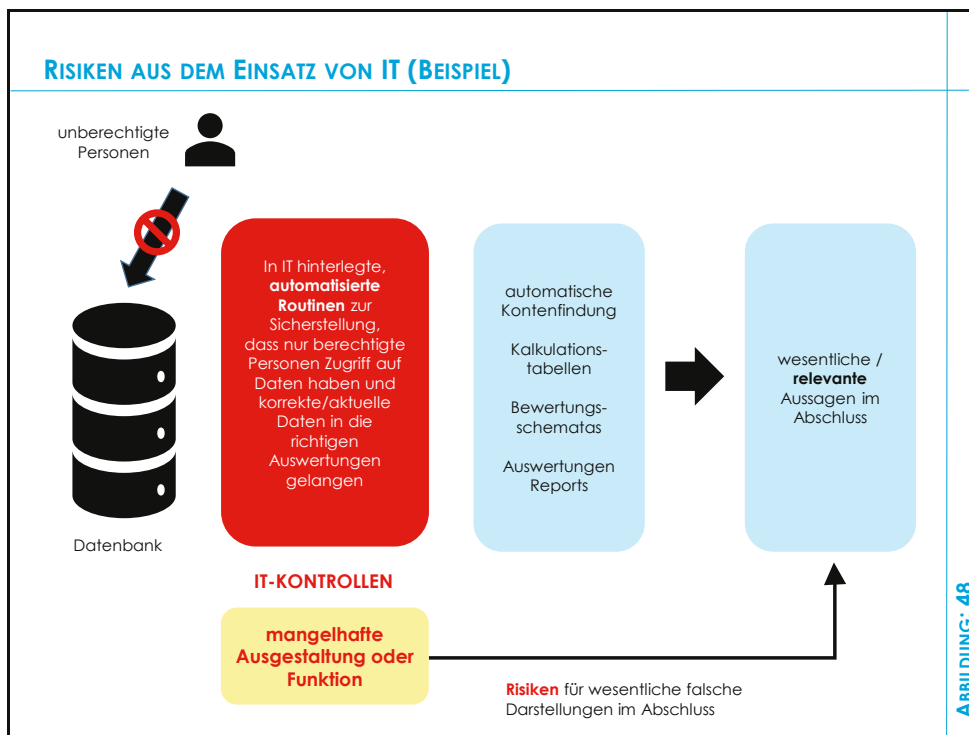 RISIKEN AUS DEM EINSATZ VON IT (BEISPIEL)
unberechtigte
Personen
Datenbank
In IT hinterlegte,
automatisierte
Routinen zur
Sicherstellung,
dass nur berechtigte
Personen Zugriff auf
Daten haben und
korrekte/aktuelle
Daten in die
richtigen
Auswertungen
gelangen
IT-KONTROLLEN
mangelhafte
Ausgestaltung oder
Funktion
automatische
Kontenfindung
Kalkulations-
tabellen
Bewertungs-
schematas
Auswertungen
Reports
wesentliche /
relevante
Aussagen im
Abschluss
Risiken für wesentliche falsche
Darstellungen im Abschluss
ABBILDUNG: 48